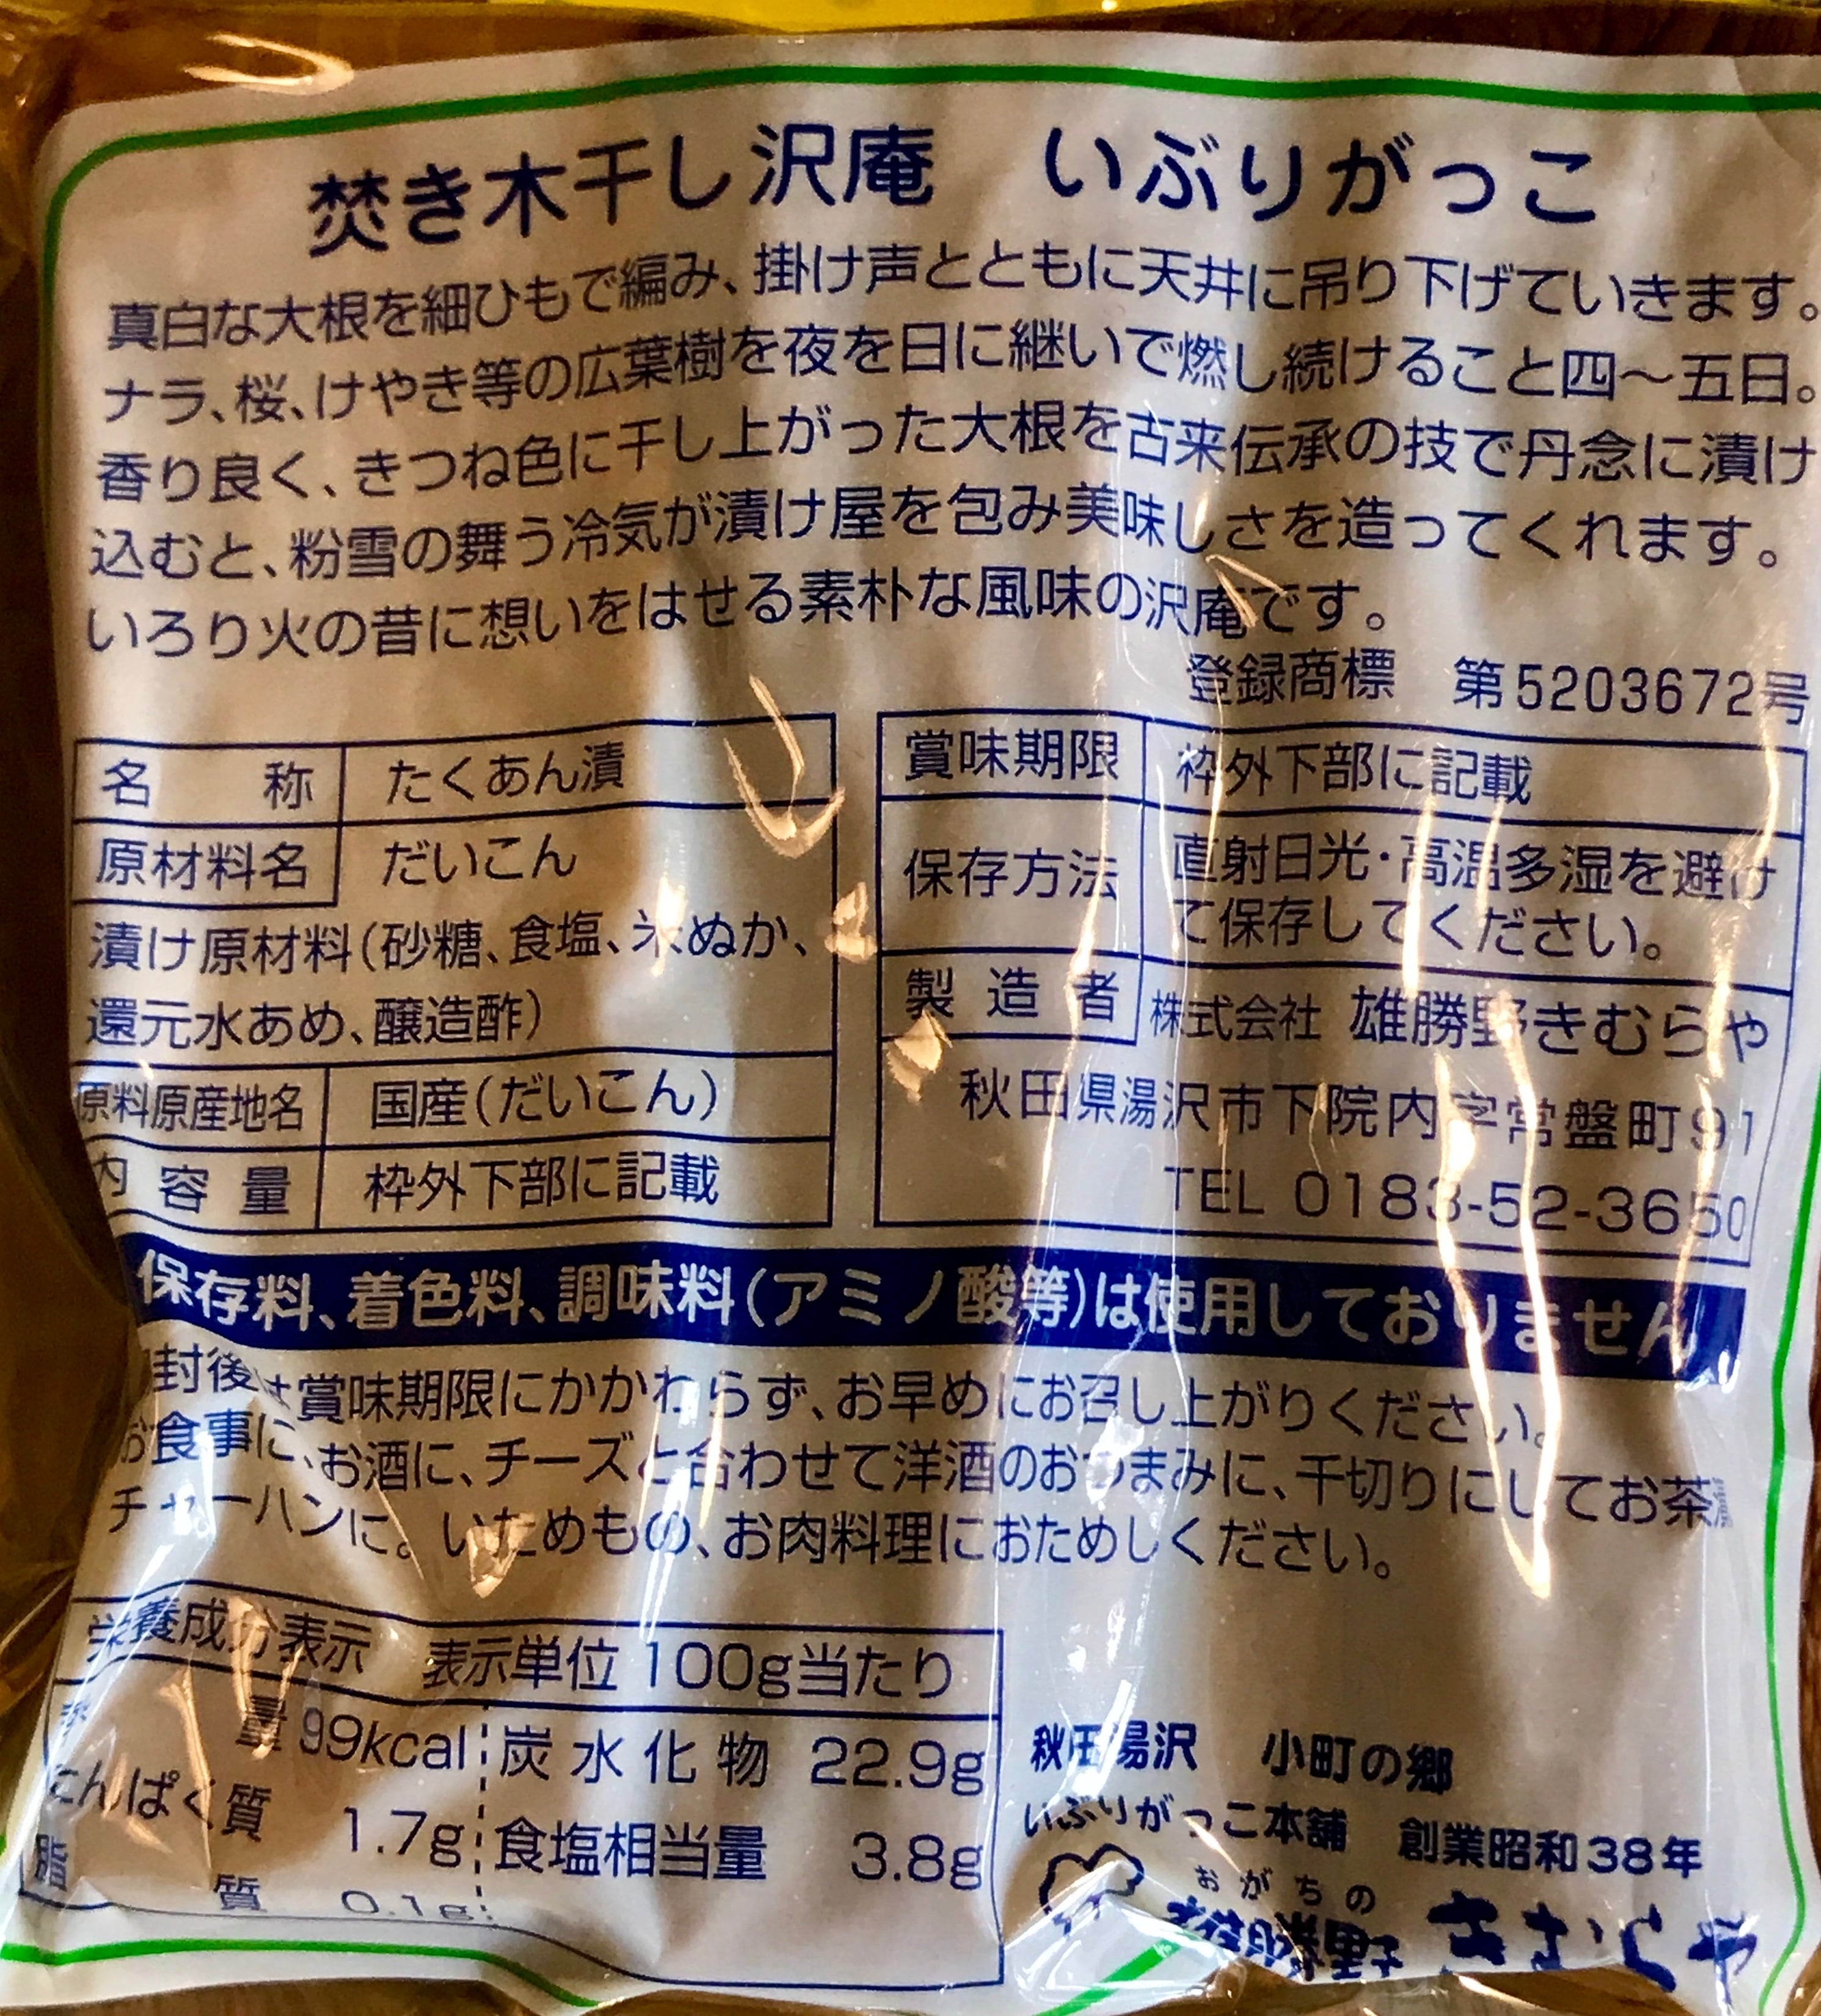 焚き木干し沢庵　いぶりがっこ
真白な大根を細ひもで編み、掛け声とともに天井に吊り下げていきます。
ナラ、桜、けやき等の広葉樹を夜を日に継いで燃し続けること四〜五日。
香り良く、きつね色に干し上がった大根を古来伝承の技で丹念に漬け
込むと、粉雪の舞う冷気が漬け屋を包み美味しさを造ってくれます。
いろり火の昔に想いをはせる素朴な風味の沢庵です。
登録商標　第5203672号
名　称　たくあん漬
原材料名　だいこん
漬け原材料(砂糖、食塩、米ぬか、
還元水あめ、醸造酢)
原料原産地名　国産(だいこん)
内容量　枠外下部に記載
賞味期限　枠外下部に記載
保存方法　直射日光・高温多湿を避け
て保存してください。
製造者　株式会社 雄勝野きむらや
秋田県湯沢市下院内字常盤町91
TEL 0183-52-3650
保存料、着色料、調味料(アミノ酸等)は使用しておりません
封後は賞味期限にかかわらず、お早めにお召し上がりください。
お食事に、お酒に、チーズと合わせて洋酒のおつまみに、千切りにしてお茶
チャーハンに。いためもの、お肉料理におためしください。
栄養成分表示　表示単位 100g当たり
量 99kcal　炭水化物 22.9g
たんぱく質 1.7g　食塩相当量 3.8g
脂質 0.1g
秋田湯沢　小町の郷
いぶりがっこ本舗　創業昭和38年
おがちの
雄勝野 きむらや